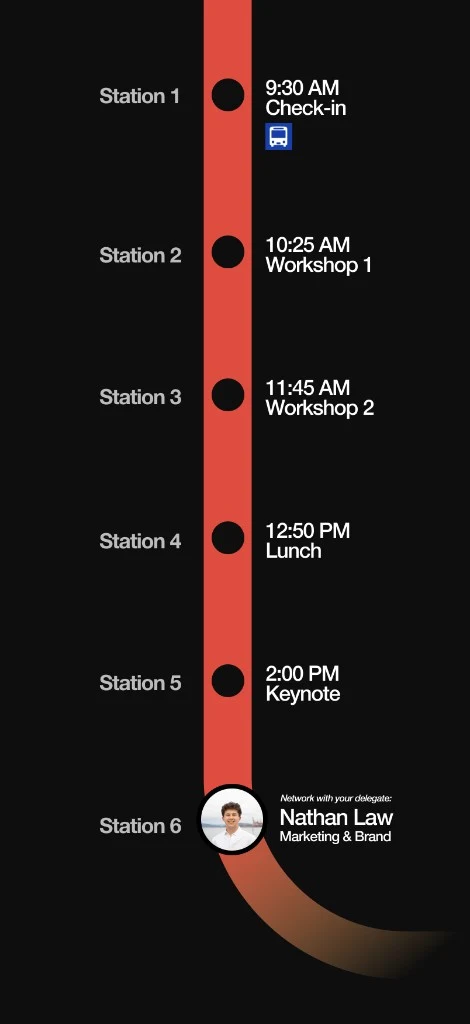 Station 1
9:30 AM
Check-in
Station 2
10:25 AM
Workshop 1
Station 3
11:45 AM
Workshop 2
Station 4
12:50 PM
Lunch
Station 5
2:00 PM
Keynote
Station 6
Network with your delegate:
Nathan Law
Marketing & Brand